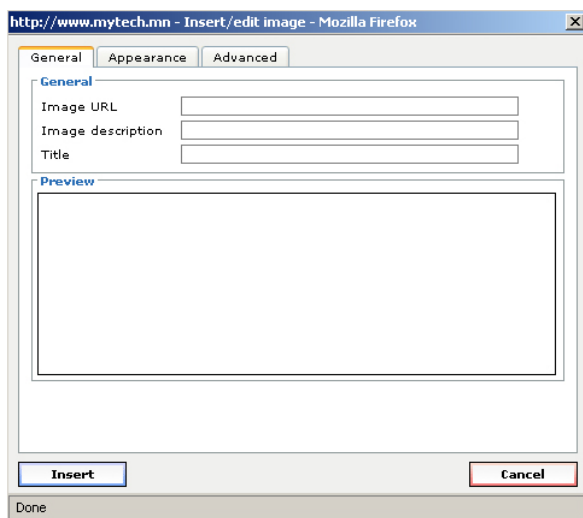 http://www.mytech.mn - Insert/edit image - Mozilla Firefox
General Appearance Advanced
General
Image URL
Image description
Title
Preview
Insert Cancel
Done